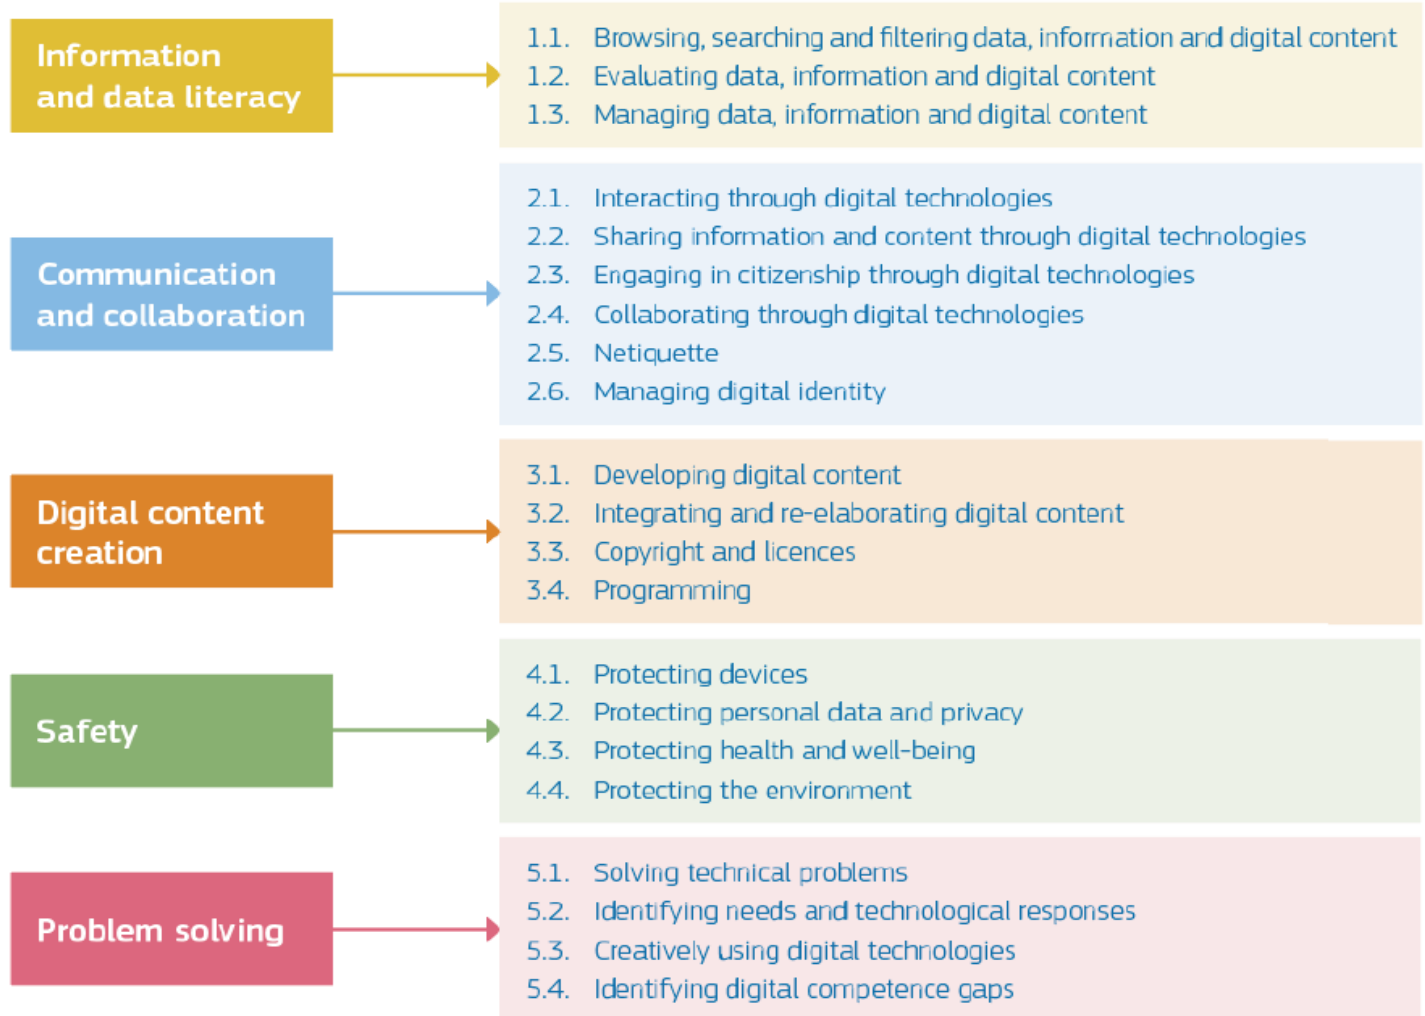 Information
and data literacy
1.1. Browsing, searching and filtering data, information and digital content
1.2. Evaluating data, information and digital content
1.3. Managing data, information and digital content
Communication
and collaboration
2.1. Interacting through digital technologies
2.2. Sharing information and content through digital technologies
2.3. Engaging in citizenship through digital technologies
2.4. Collaborating through digital technologies
2.5. Netiquette
2.6. Managing digital identity
Digital content
creation
3.1. Developing digital content
3.2. Integrating and re-elaborating digital content
3.3. Copyright and licences
3.4. Programming
Safety
4.1. Protecting devices
4.2. Protecting personal data and privacy
4.3. Protecting health and well-being
4.4. Protecting the environment
Problem solving
5.1. Solving technical problems
5.2. Identifying needs and technological responses
5.3. Creatively using digital technologies
5.4. Identifying digital competence gaps